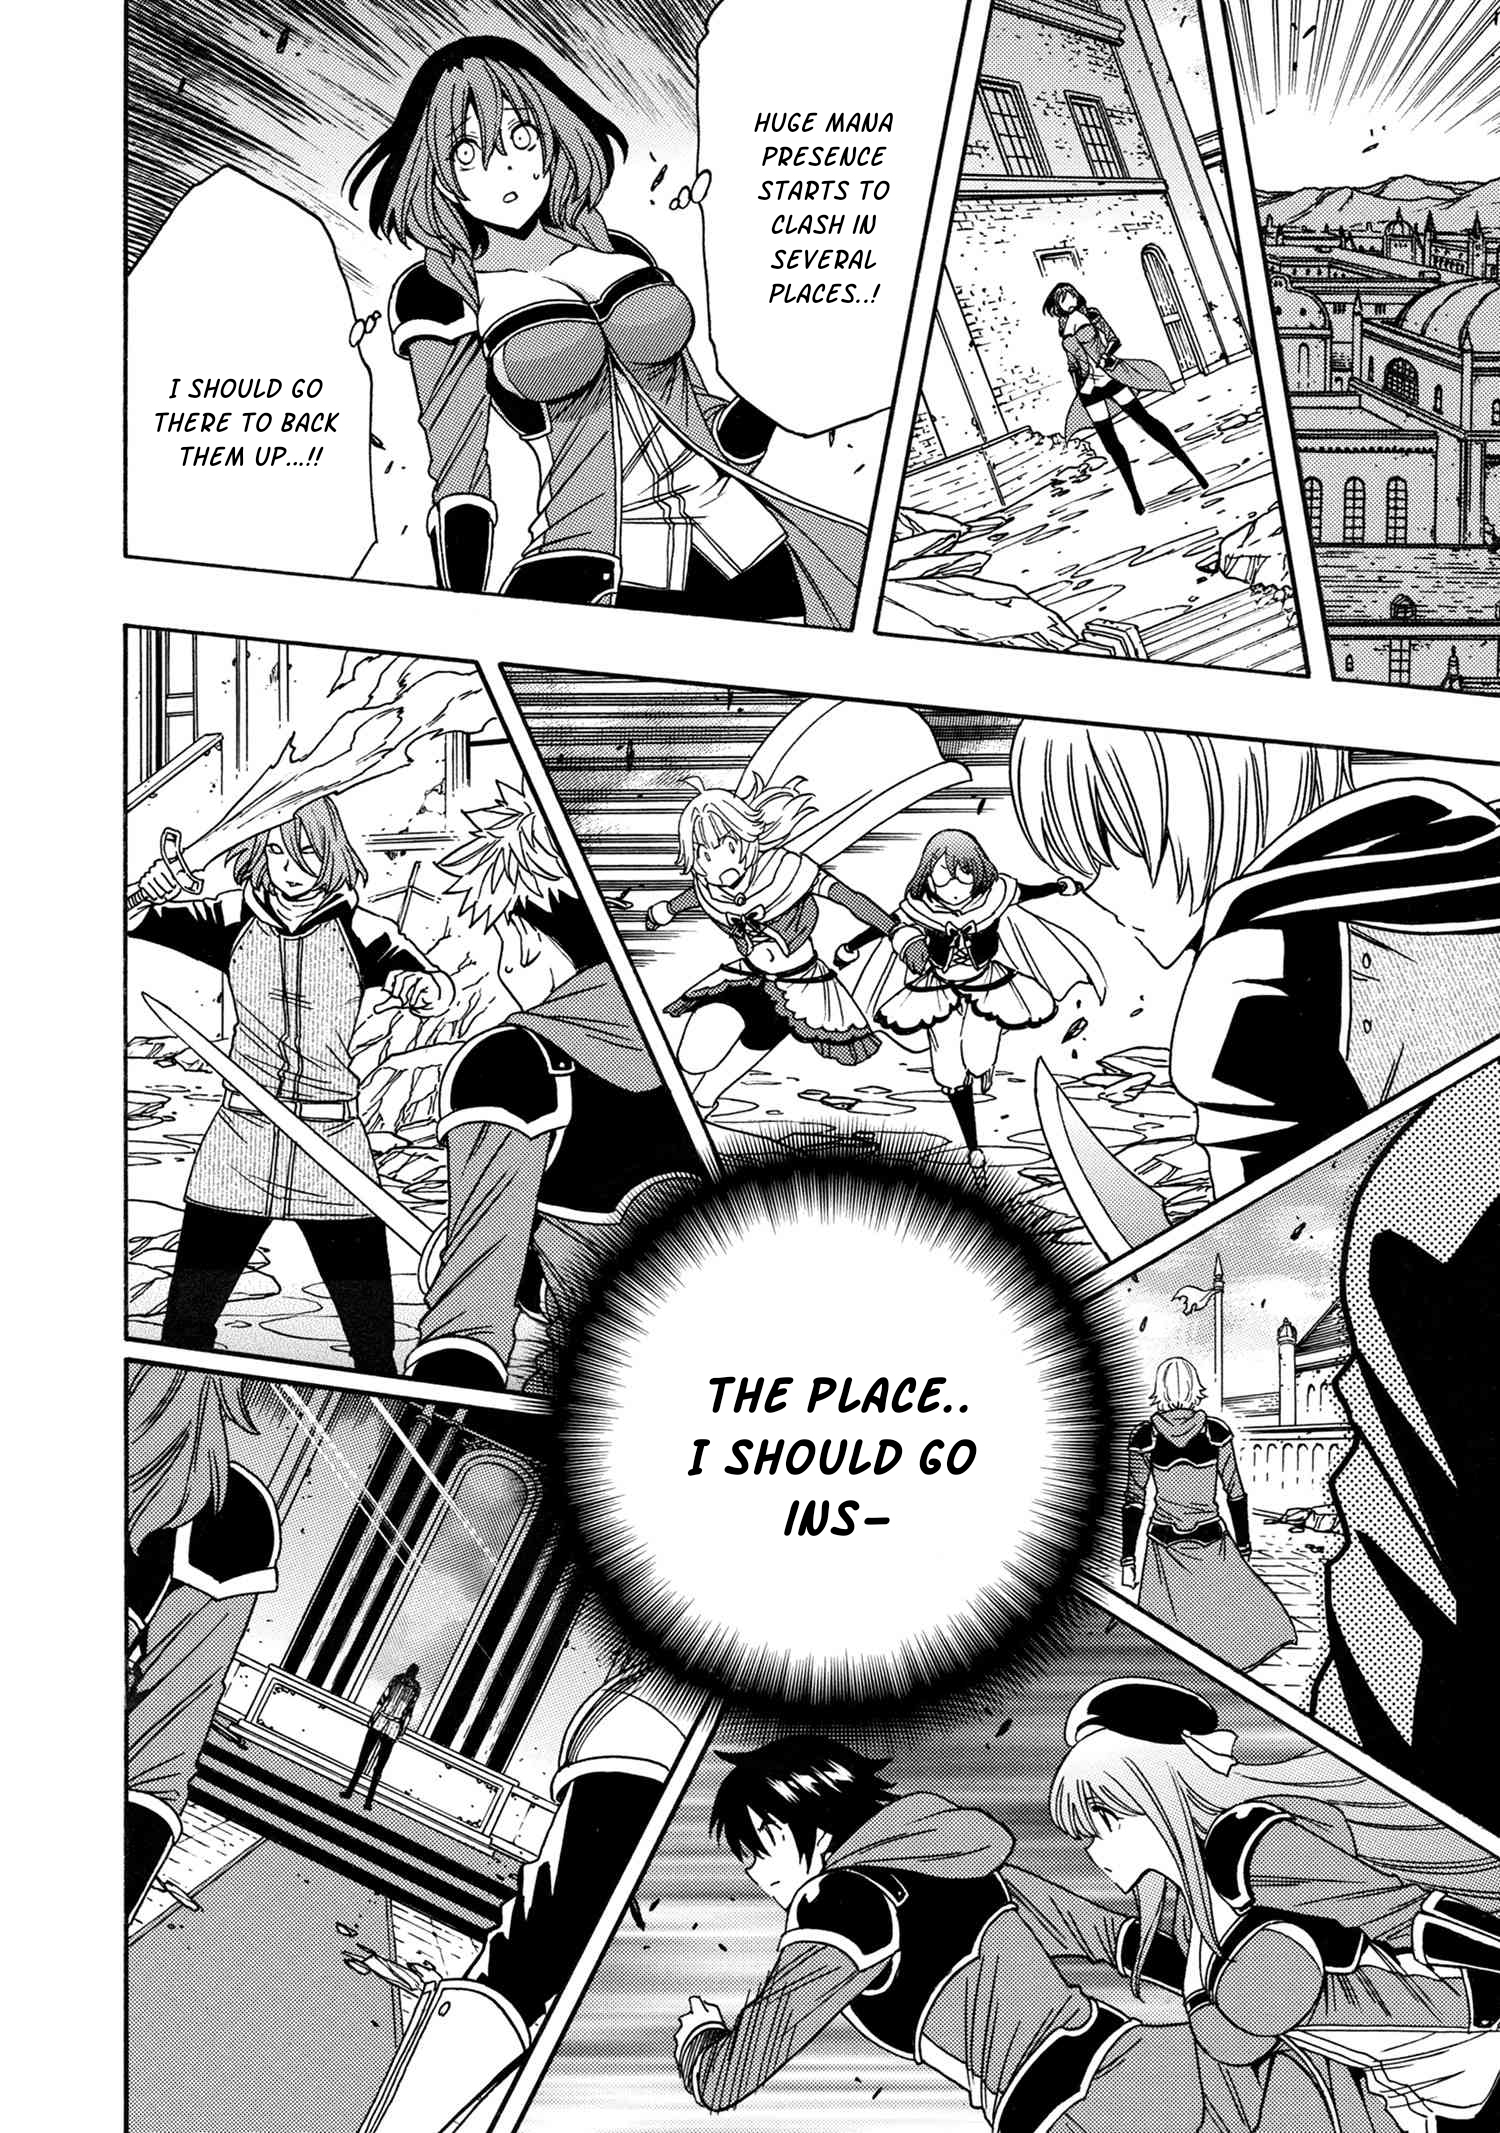 HUGE MANA
PRESENCE
STARTS TO
CLASH IN
SEVERAL
PLACES..!
I SHOULD GO
THERE TO BACK
THEM UP...!!
THE PLACE..
I SHOULD GO
INS-